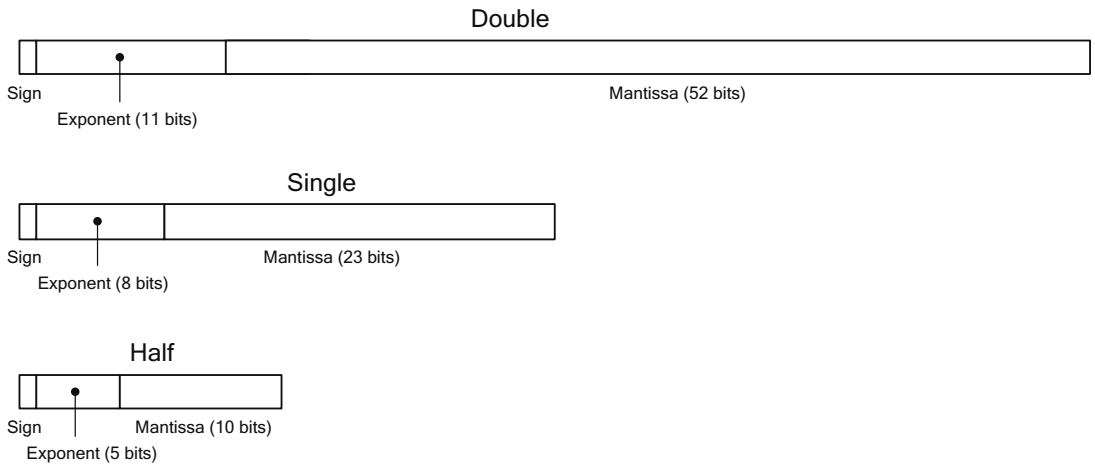 Double
Sign
Mantissa (52 bits)
Exponent (11 bits)
Single
Sign
Mantissa (23 bits)
Exponent (8 bits)
Half
Sign
Mantissa (10 bits)
Exponent (5 bits)